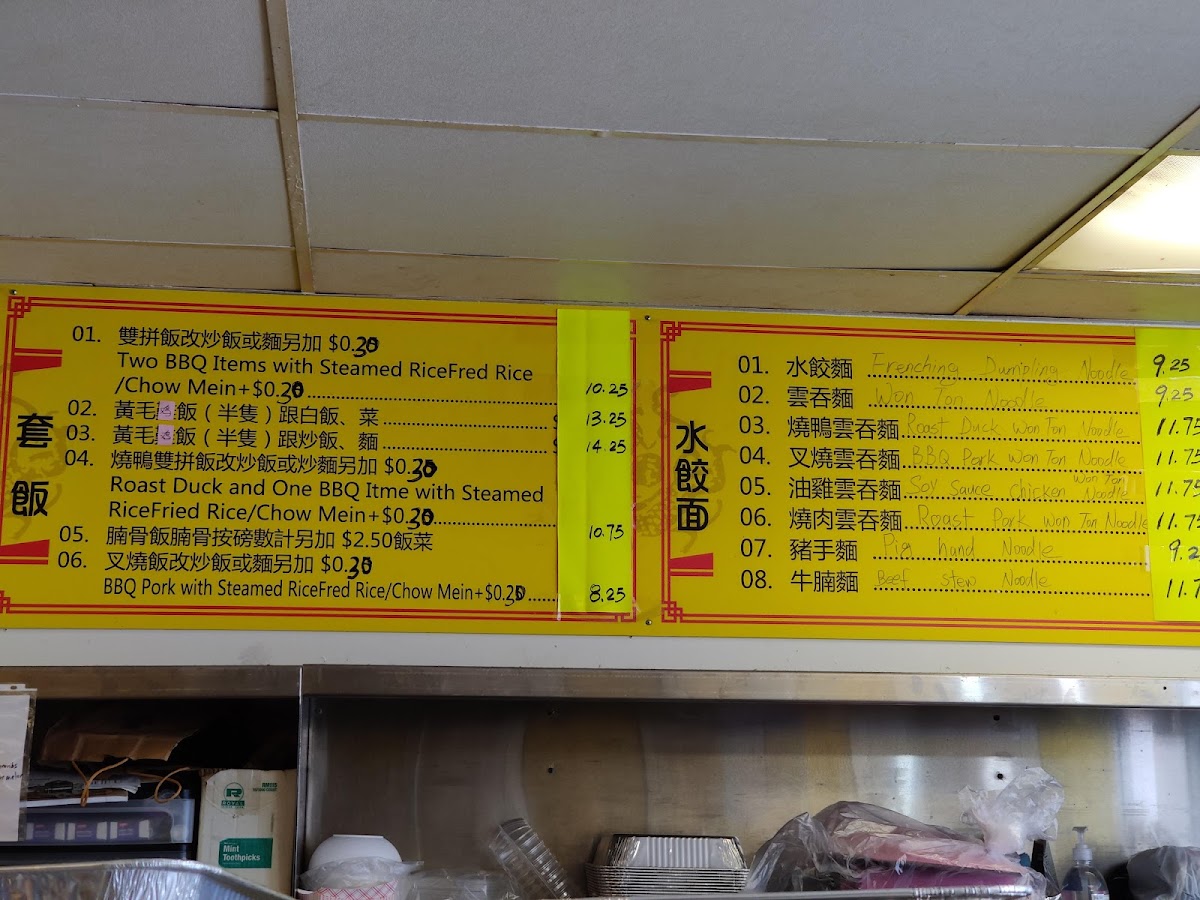 套飯
01. 雙拼飯改炒飯或麵另加 $0.30
Two BBQ Items with Steamed RiceFred Rice
/Chow Mein+$0.30 10.25
02. 黃毛 飯（半隻）跟白飯、菜 13.25
03. 黃毛 飯（半隻）跟炒飯、麵 14.25
04. 燒鴨雙拼飯改炒飯或炒麵另加 $0.30
Roast Duck and One BBQ Itme with Steamed
RiceFried Rice/Chow Mein+$0.30
05. 腩骨飯腩骨按磅數計另加 $2.50飯菜 10.75
06. 叉燒飯改炒飯或麵另加 $0.30
BBQ Pork with Steamed RiceFred Rice/Chow Mein+$0.30 8.25
水餃面
01. 水餃麵 Frenching Dumpling Noodle 9.25
02. 雲吞麵 Won Ton Noodle 9.25
03. 燒鴨雲吞麵 Roast Duck Won Ton Noodle 11.75
04. 叉燒雲吞麵 BBQ Pork Won Ton Noodle 11.75
05. 油雞雲吞麵 Soy Sauce Chicken Won Ton Noodle 11.75
06. 燒肉雲吞麵 Roast Pork Won Ton Noodle 11.75
07. 豬手麵 Pig hand Noodle 9.2
08. 牛腩麵 Beef stew Noodle 11.7
R
ROYAL
Mint
Toothpicks